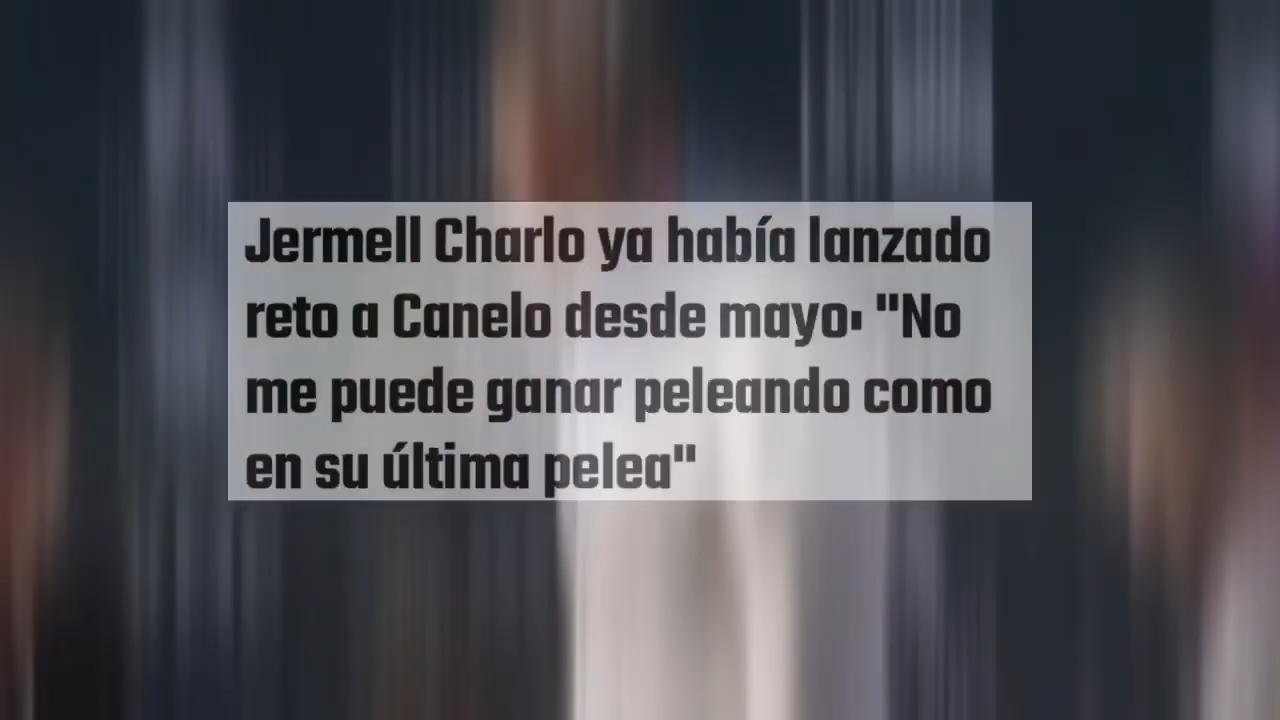 Jermell Charlo ya había lanzado
reto a Canelo desde mayo: "No
me puede ganar peleando como
en su última pelea"